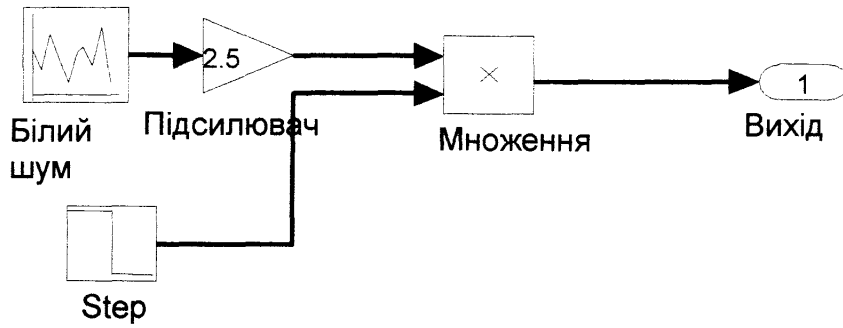 2.5
1
Білий
шум
Підсилювач
Множення
Вихід
Step